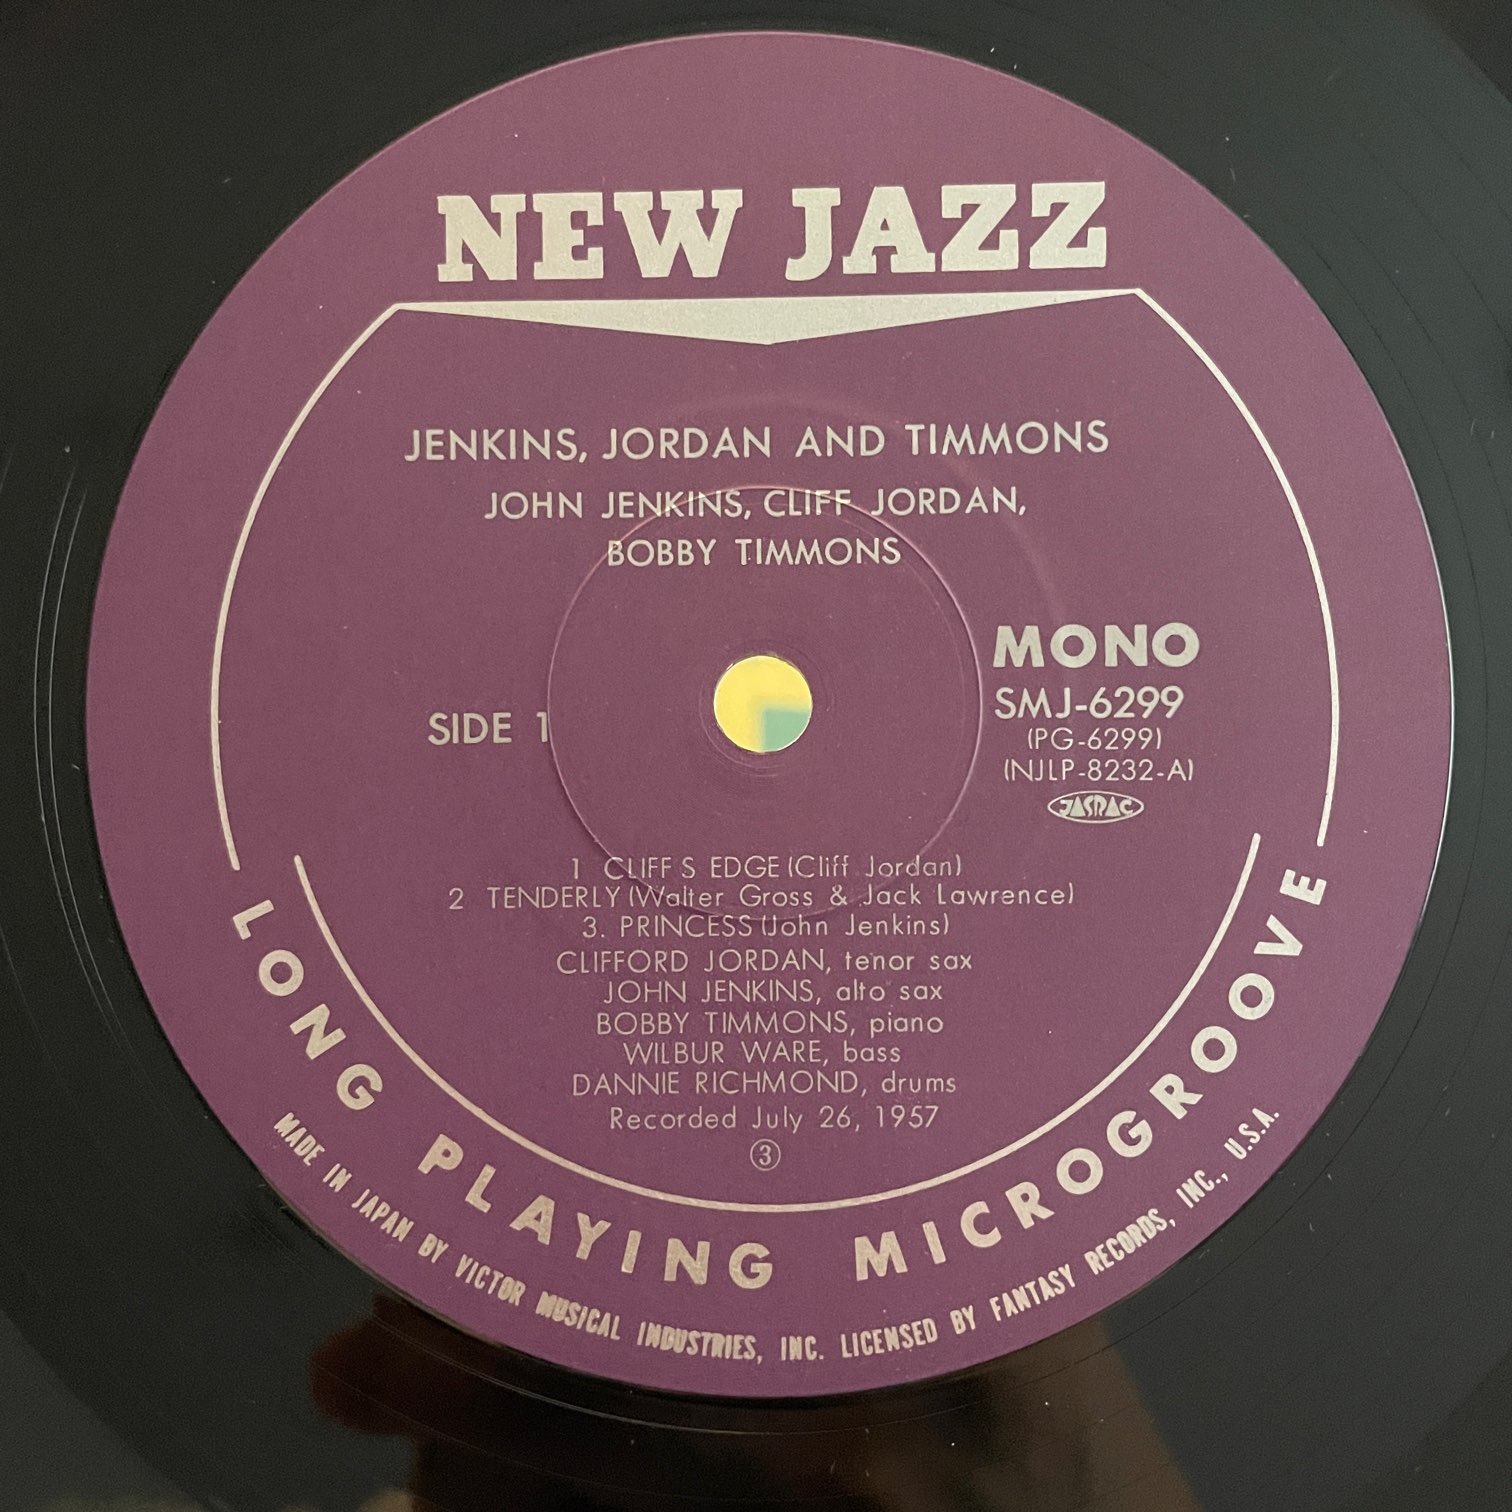 NEW JAZZ
JENKINS, JORDAN AND TIMMONS
JOHN JENKINS, CLIFF JORDAN,
BOBBY TIMMONS
MONO
SMJ-6299
(PG-6299)
(NJLP-8232-A)
JASRAC
SIDE 1
1 CLIFF S EDGE (Cliff Jordan)
2 TENDERLY (Walter Gross & Jack Lawrence)
3. PRINCESS (John Jenkins)
CLIFFORD JORDAN, tenor sax
JOHN JENKINS, alto sax
BOBBY TIMMONS, piano
WILBUR WARE, bass
DANNIE RICHMOND, drums
Recorded July 26, 1957
③
LONG PLAYING MICROGROOVE
MADE IN JAPAN BY VICTOR MUSICAL INDUSTRIES, INC. LICENSED BY FANTASY RECORDS, INC., U.S.A.